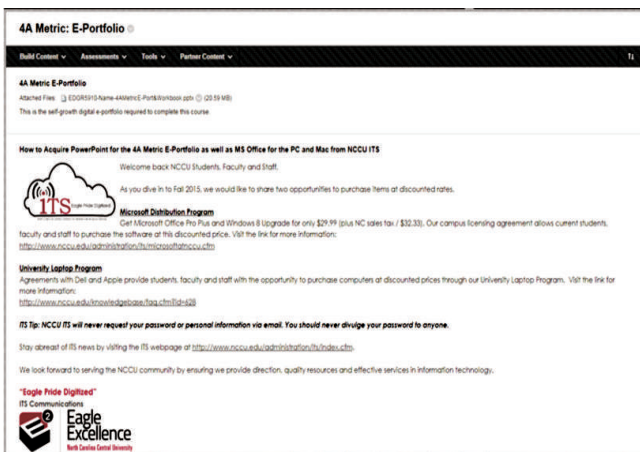 4A Metric: E-Portfolio
Build Content Assessments Tools Partner Content
4A Metric E-Portfolio
Attached Files: EDGR5910-Name-4AMetricE-Port&Workbook.pptx (20.59 MB)
This is the self-growth digital e-portfolio required to complete this course.
How to Acquire PowerPoint for the 4A Metric E-Portfolio as well as MS Office for the PC and Mac from NCCU ITS
Welcome back NCCU Students, Faculty and Staff.
As you dive in to Fall 2015, we would like to share two opportunities to purchase items at discounted rates.
iTS Eagle Pride Digitized
Microsoft Distribution Program
Get Microsoft Office Pro Plus and Windows 8 Upgrade for only $29.99 (plus NC sales tax / $32.33). Our campus licensing agreement allows current students,
faculty and staff to purchase the software at this discounted price. Visit the link for more information:
http://www.nccu.edu/administration/its/microsoftatnccu.cfm
University Laptop Program
Agreements with Dell and Apple provide students, faculty and staff with the opportunity to purchase computers at discounted prices through our University Laptop Program. Visit the link for
more information:
http://www.nccu.edu/knowledgebase/faq.cfm?id=628
ITS Tip: NCCU ITS will never request your password or personal information via email. You should never divulge your password to anyone.
Stay abreast of ITS news by visiting the ITS webpage at http://www.nccu.edu/administration/its/index.cfm.
We look forward to serving the NCCU community by ensuring we provide direction, quality resources and effective services in information technology.
"Eagle Pride Digitized"
ITS Communications
2
Eagle
Excellence
North Carolina Central University